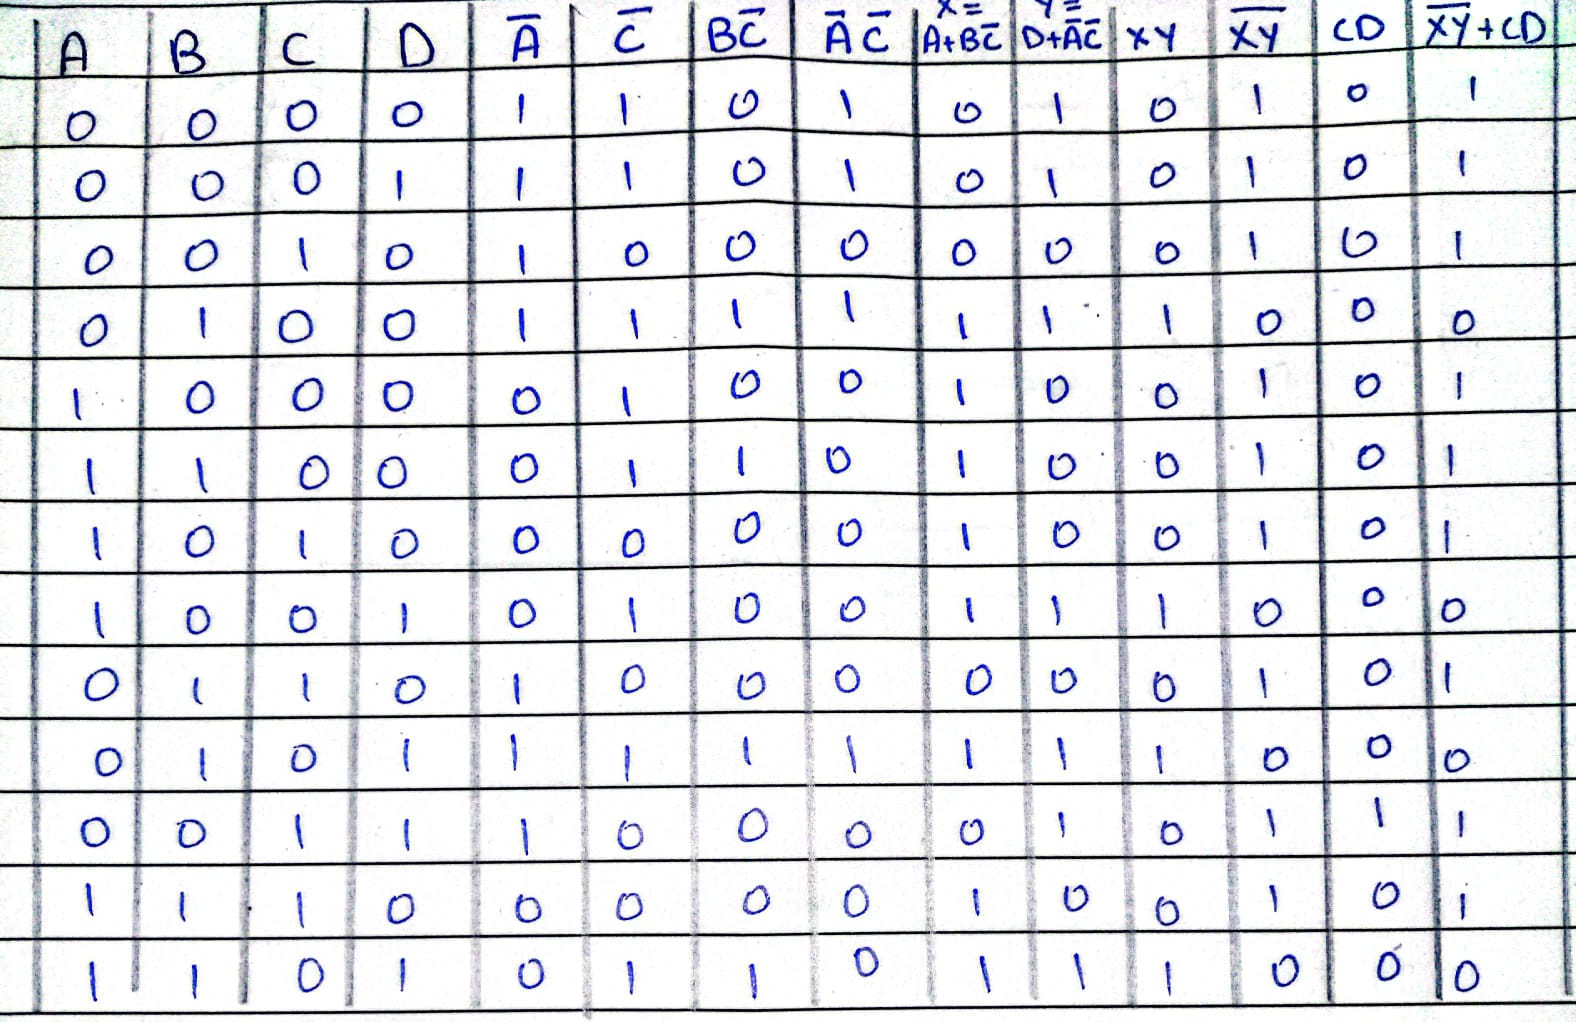 A B C D A̅ C̅ BC̅ A̅ C̅ X= A+BC̅ Y= D+A̅C̅ XY X̅Y̅ CD X̅Y̅+CD
0 0 0 0 1 1 0 1 0 1 0 1 0 1
0 0 0 1 1 1 0 1 0 1 0 1 0 1
0 0 1 0 1 0 0 0 0 0 0 1 0 1
0 1 0 0 1 1 1 1 1 1 1 0 0 0
1 0 0 0 0 1 0 0 1 0 0 1 0 1
1 1 0 0 0 1 1 0 1 0 0 1 0 1
1 0 1 0 0 0 0 0 1 0 0 1 0 1
1 0 0 1 0 1 0 0 1 1 1 0 0 0
0 1 1 0 1 0 0 0 0 0 0 1 0 1
0 1 0 1 1 1 1 1 1 1 1 0 0 0
0 0 1 1 1 0 0 0 0 1 0 1 1 1
1 1 1 0 0 0 0 0 1 0 0 1 0 1
1 1 0 1 0 1 1 0 1 1 1 0 0 0